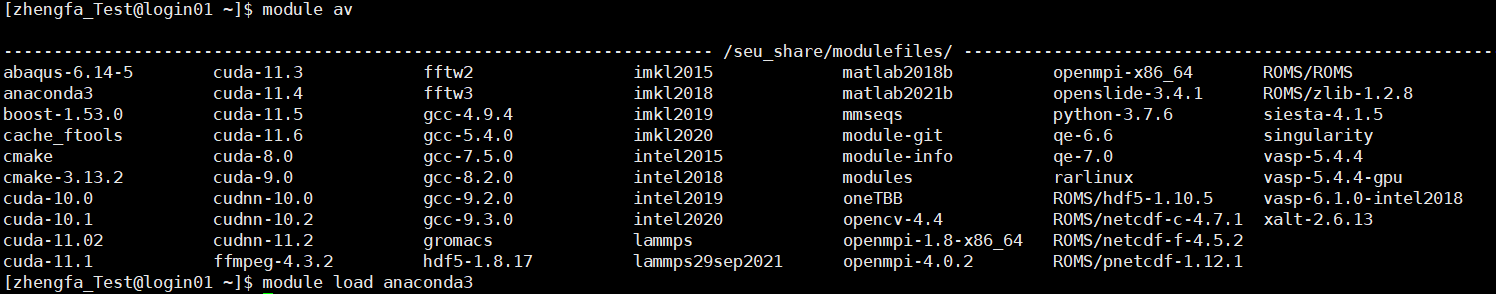 [zhengfa_Test@login01 ~]$ module av
------------------------------------------------------------------------ /seu_share/modulefiles/ ------------------------------------------------------
abaqus-6.14-5 cuda-11.3 fftw2 imkl2015 matlab2018b openmpi-x86_64 ROMS/ROMS
anaconda3 cuda-11.4 fftw3 imkl2018 matlab2021b openslide-3.4.1 ROMS/zlib-1.2.8
boost-1.53.0 cuda-11.5 gcc-4.9.4 imkl2019 mmseqs python-3.7.6 siesta-4.1.5
cache_ftools cuda-11.6 gcc-5.4.0 imkl2020 module-git qe-6.6 singularity
cmake cuda-8.0 gcc-7.5.0 intel2015 module-info qe-7.0 vasp-5.4.4
cmake-3.13.2 cuda-9.0 gcc-8.2.0 intel2018 modules rarlinux vasp-5.4.4-gpu
cuda-10.0 cudnn-10.0 gcc-9.2.0 intel2019 oneTBB ROMS/hdf5-1.10.5 vasp-6.1.0-intel2018
cuda-10.1 cudnn-10.2 gcc-9.3.0 intel2020 opencv-4.4 ROMS/netcdf-c-4.7.1 xalt-2.6.13
cuda-11.02 cudnn-11.2 gromacs lammps openmpi-1.8-x86_64 ROMS/netcdf-f-4.5.2
cuda-11.1 ffmpeg-4.3.2 hdf5-1.8.17 lammps29sep2021 openmpi-4.0.2 ROMS/pnetcdf-1.12.1
[zhengfa_Test@login01 ~]$ module load anaconda3